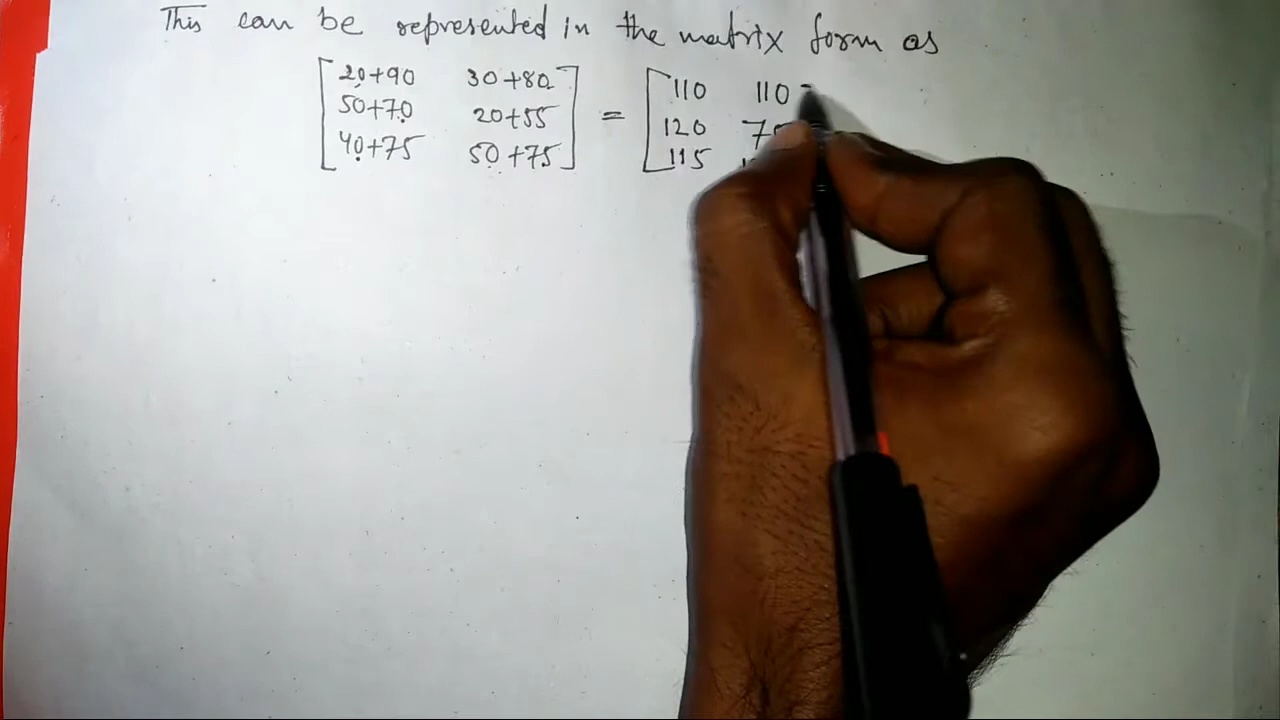 This can be represented in the matrix form as
20+90 30+80 110 110
50+70 20+55 = 120 75
40+75 50+75 115